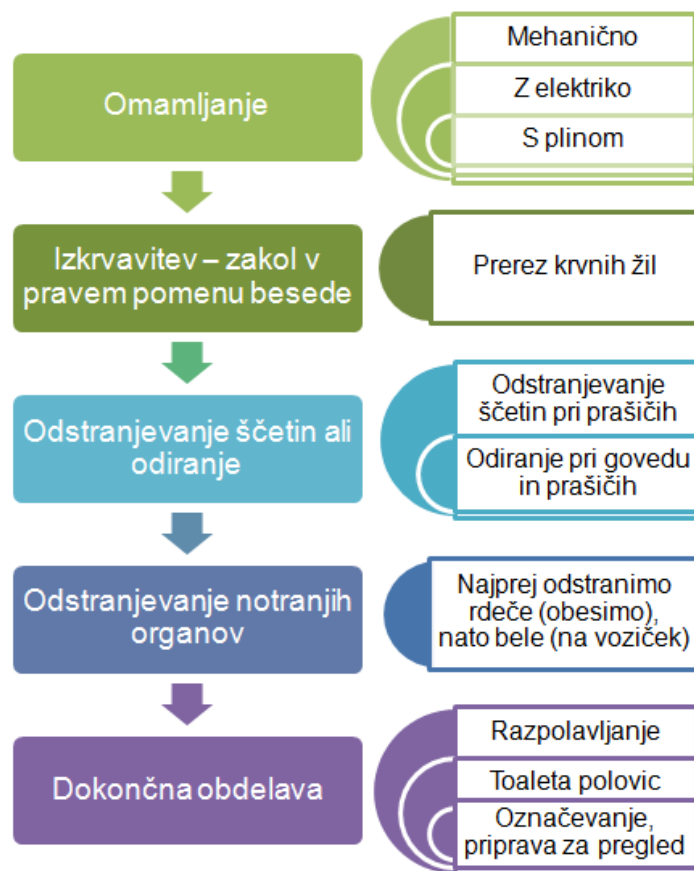 Omamljanje
Mehanično
Z elektriko
S plinom
Izkrvavitev – zakol v
pravem pomenu besede
Prerez krvnih žil
Odstranjevanje ščetin ali
odiranje
Odstranjevanje
ščetin pri prašičih
Odiranje pri govedu
in prašičih
Odstranjevanje notranjih
organov
Najprej odstranimo
rdeče (obesimo),
nato bele (na voziček)
Dokončna obdelava
Razpolavljanje
Toaleta polovic
Označevanje,
priprava za pregled